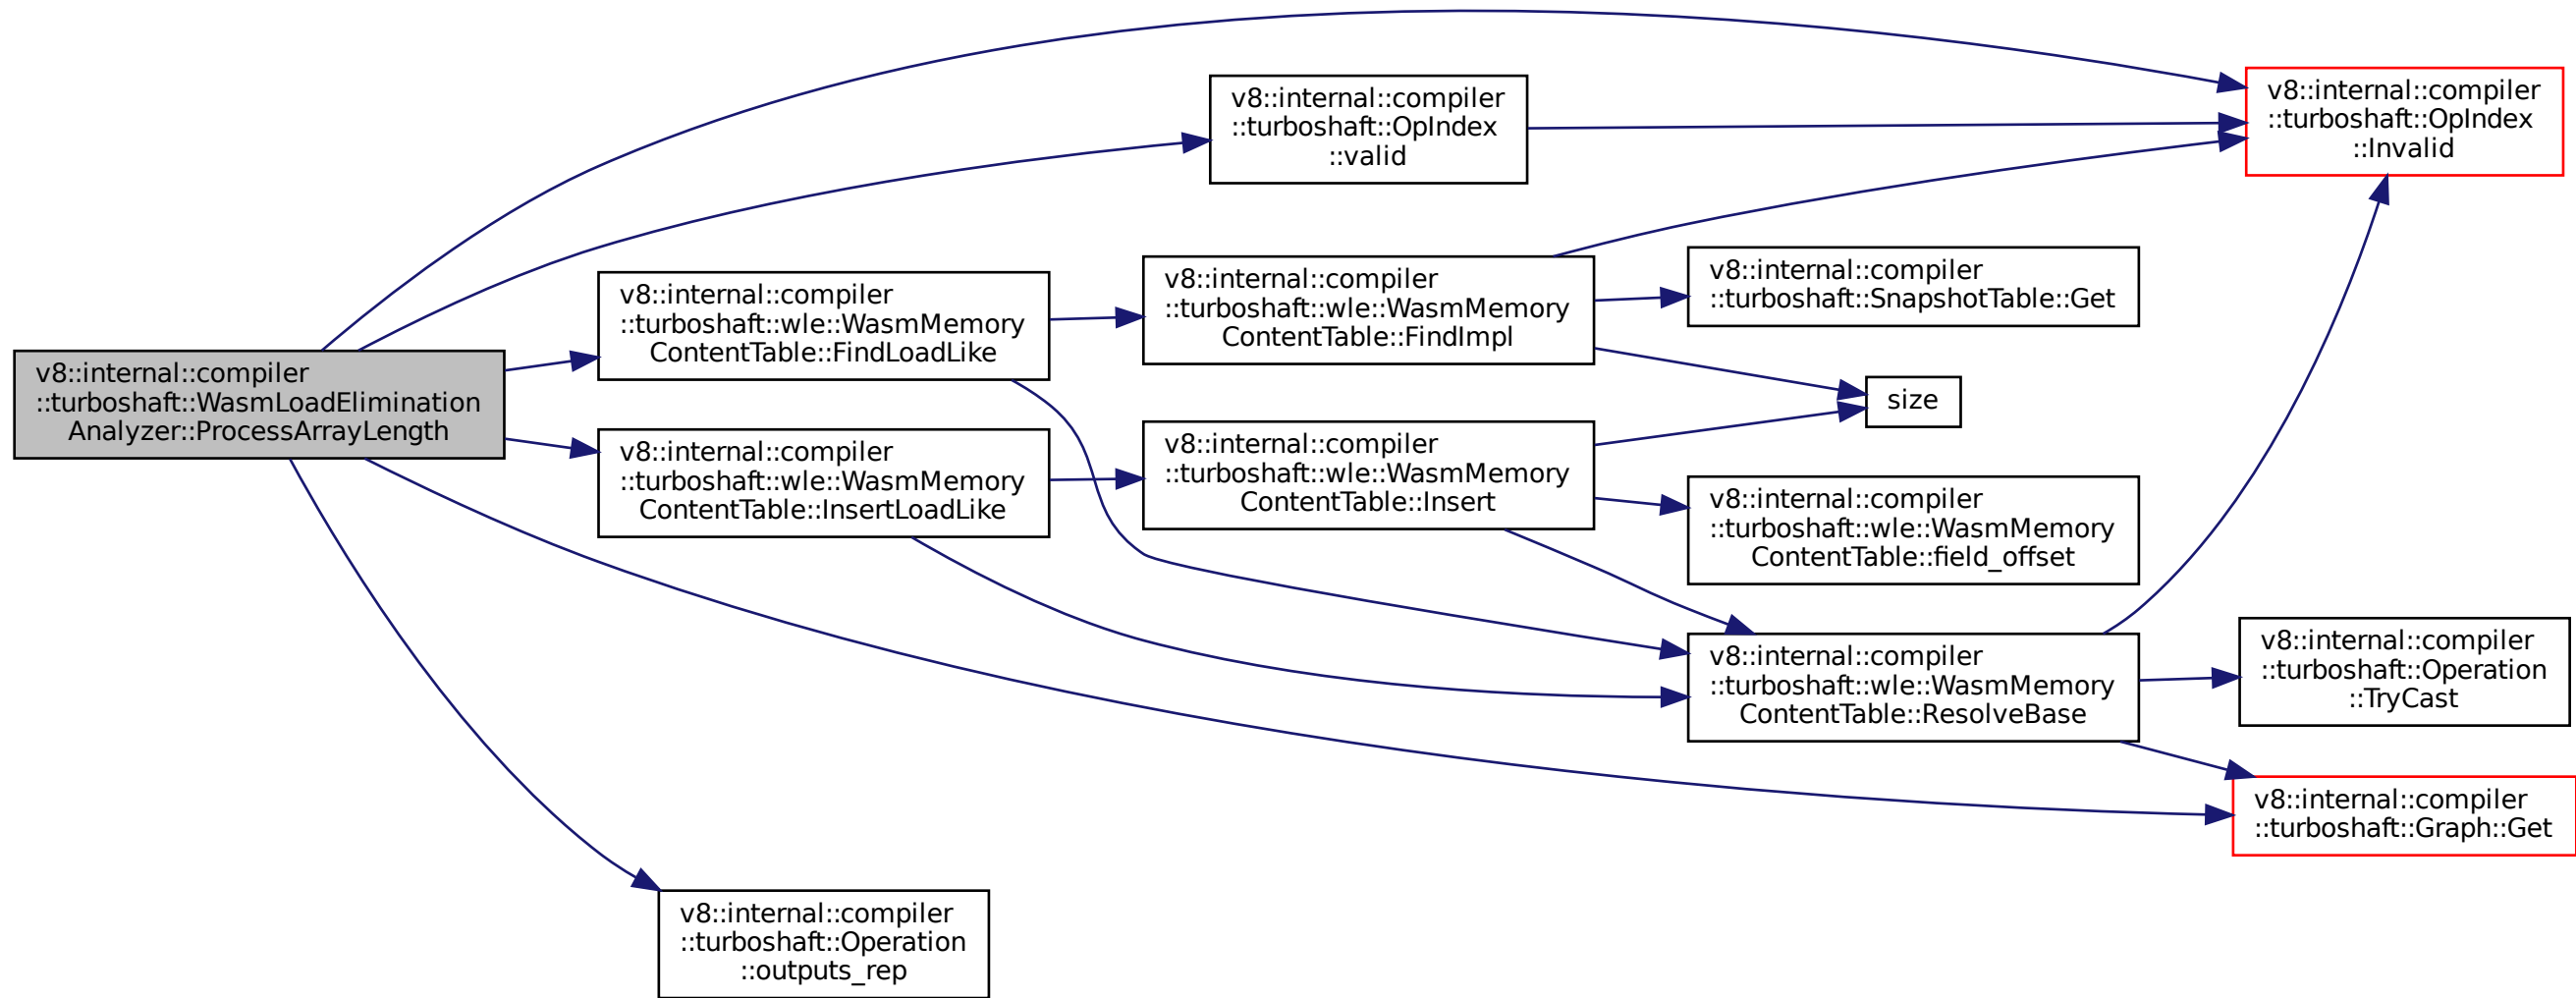 v8::internal::compiler
::turboshaft::WasmLoadElimination
Analyzer::ProcessArrayLength
v8::internal::compiler
::turboshaft::OpIndex
::valid
v8::internal::compiler
::turboshaft::OpIndex
::Invalid
v8::internal::compiler
::turboshaft::wle::WasmMemory
ContentTable::FindLoadLike
v8::internal::compiler
::turboshaft::wle::WasmMemory
ContentTable::FindImpl
v8::internal::compiler
::turboshaft::SnapshotTable::Get
size
v8::internal::compiler
::turboshaft::wle::WasmMemory
ContentTable::InsertLoadLike
v8::internal::compiler
::turboshaft::wle::WasmMemory
ContentTable::Insert
v8::internal::compiler
::turboshaft::wle::WasmMemory
ContentTable::field_offset
v8::internal::compiler
::turboshaft::wle::WasmMemory
ContentTable::ResolveBase
v8::internal::compiler
::turboshaft::Operation
::TryCast
v8::internal::compiler
::turboshaft::Graph::Get
v8::internal::compiler
::turboshaft::Operation
::outputs_rep